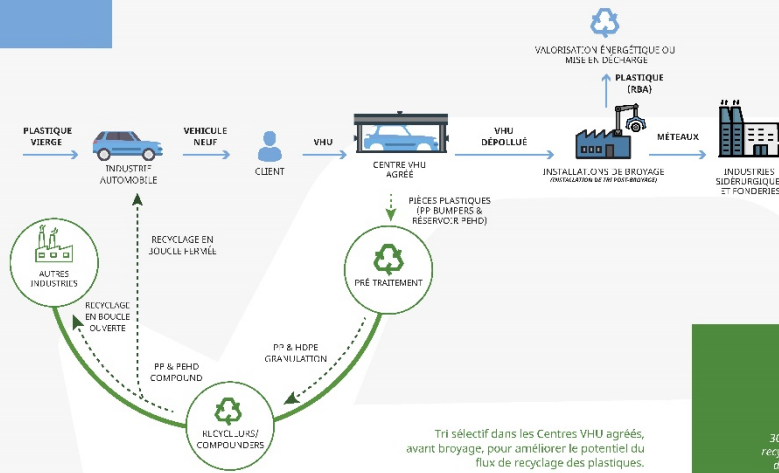 VALORISATION ÉNERGÉTIQUE OU
MISE EN DÉCHARGE
PLASTIQUE
(RBA)
PLASTIQUE
VIERGE
VEHICULE
NEUF
VHU
VHU
DÉPOLLUÉ
MÉTEAUX
INDUSTRIE
AUTOMOBILE
CLIENT
CENTRE VHU
AGRÉÉ
INSTALLATIONS DE BROYAGE
(INSTALLATION DE TRI POST-BROYAGE)
INDUSTRIES
SIDÉRURGIQUE
ET FONDERIES
PIÈCES PLASTIQUES
(PP BUMPERS &
RÉSERVOIR PEHD)
RECYCLAGE EN
BOUCLE FERMÉE
AUTRES
INDUSTRIES
PRÉ TRAITEMENT
RECYCLAGE
EN BOUCLE
OUVERTE
PP & HDPE
GRANULATION
PP & PEHD
COMPOUND
RECYCLEURS/
COMPOUNDERS
Tri sélectif dans les Centres VHU agréés,
avant broyage, pour améliorer le potentiel du
flux de recyclage des plastiques.
30
recy